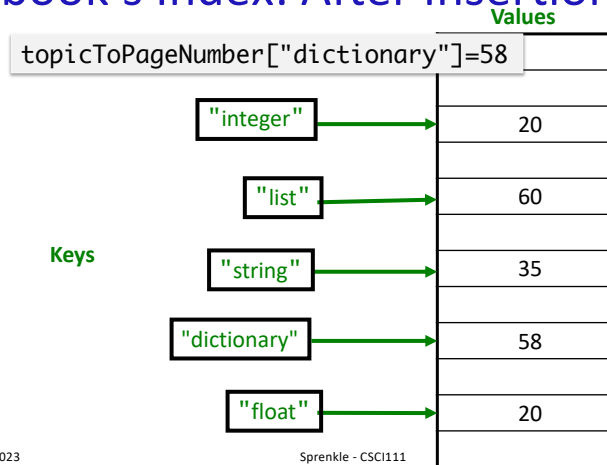 book's index: After insertion
Values
topicToPageNumber["dictionary"]=58
"integer" 20
"list" 60
Keys
"string" 35
"dictionary" 58
"float" 20
023 Sprenkle - CSCI111